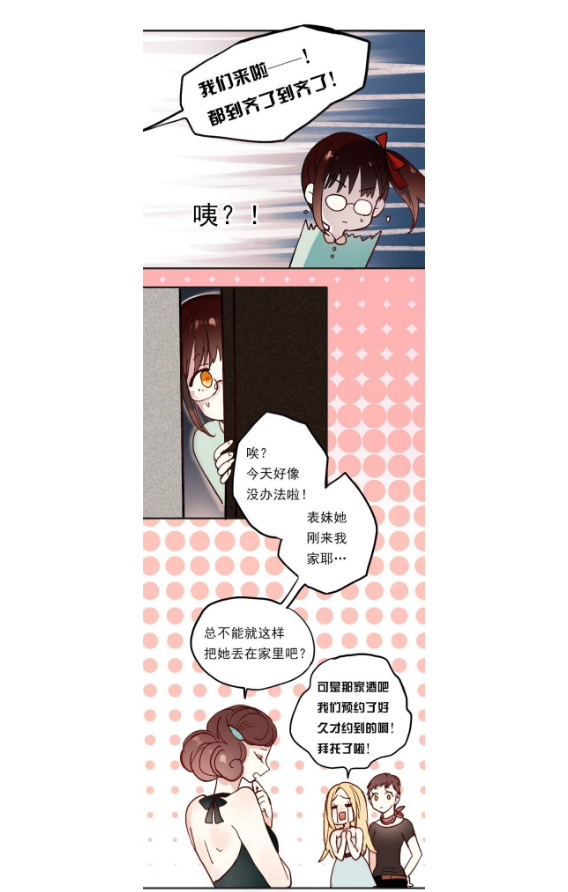 我们来啦——！
都到齐了到齐了！
咦？！
唉？
今天好像
没办法啦！
表妹她
刚来我
家耶…
总不能就这样
把她丢在家里吧？
可是那家酒吧
我们预约了好
久才约到的啊！
拜托了啦！